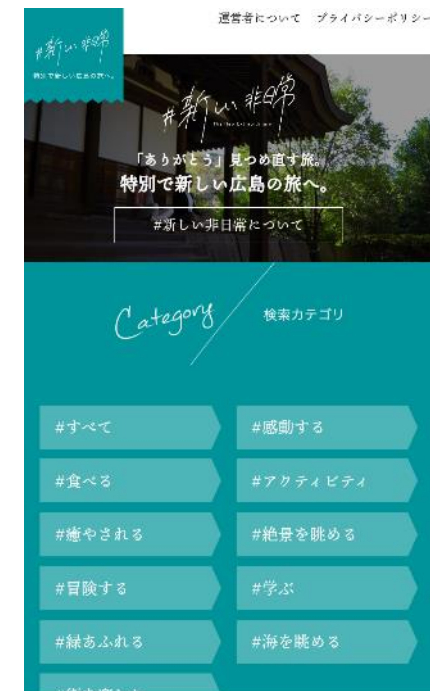 運営者について プライバシーポリシー
#新しい非日常
特別で新しい広島の旅へ。
#新しい非日常
「ありがとう」見つめ直す旅。
特別で新しい広島の旅へ。
#新しい非日常について
Category
検索カテゴリ
#すべて
#感動する
#食べる
#アクティビティ
#癒やされる
#絶景を眺める
#冒険する
#学ぶ
#緑あふれる
#海を眺める